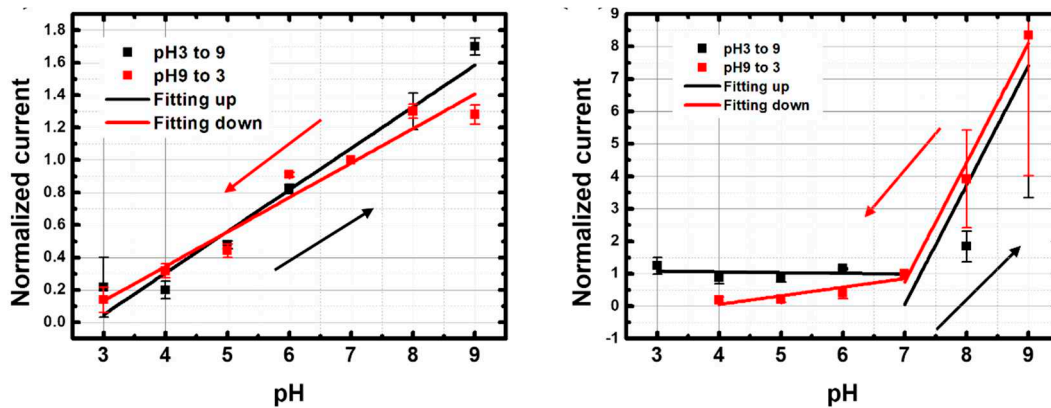 1.8
1.6
1.4
1.2
1.0
0.8
0.6
0.4
0.2
0.0
Normalized current
pH3 to 9
pH9 to 3
Fitting up
Fitting down
3 4 5 6 7 8 9
pH
9
8
7
6
5
4
3
2
1
0
-1
Normalized current
pH3 to 9
pH9 to 3
Fitting up
Fitting down
3 4 5 6 7 8 9
pH